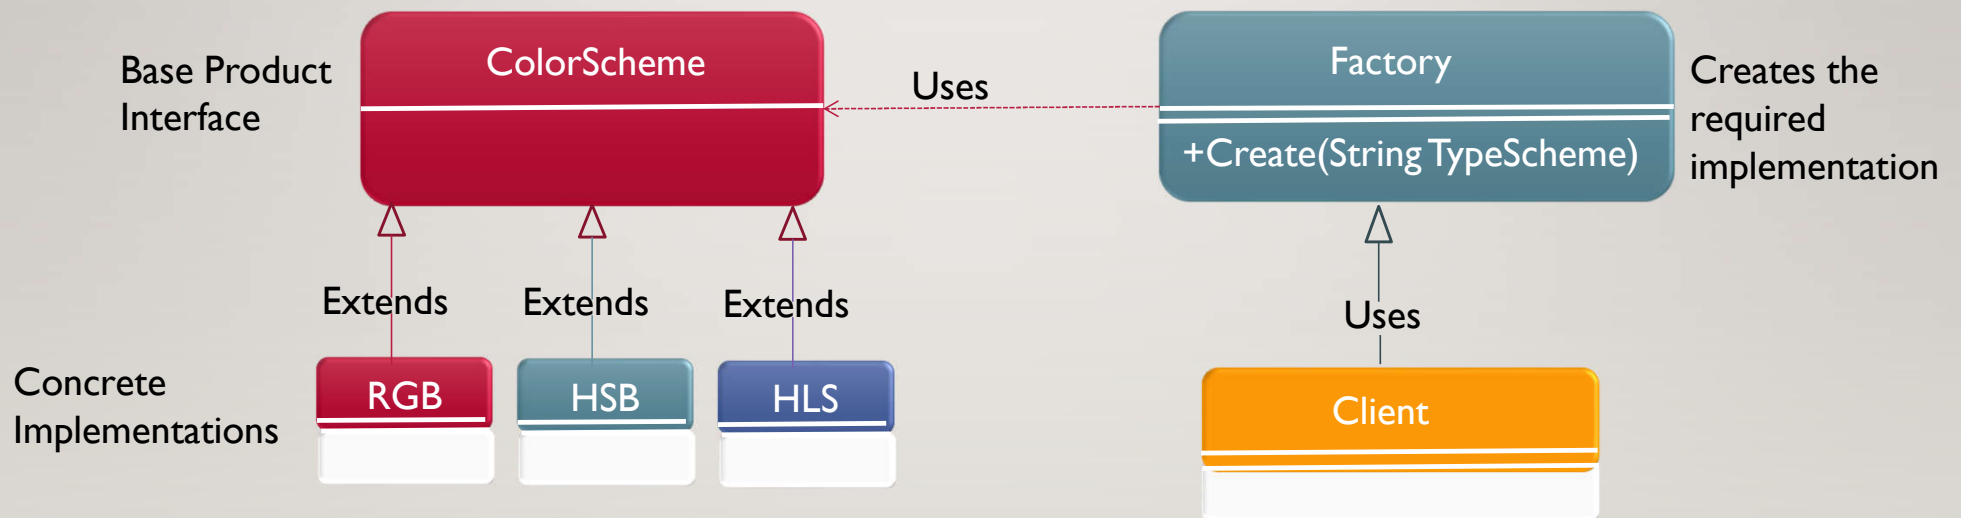 Base Product
Interface
ColorScheme
Uses
Factory
+Create(String TypeScheme)
Creates the
required
implementation
Extends
Extends
Extends
Uses
Concrete
Implementations
RGB
HSB
HLS
Client